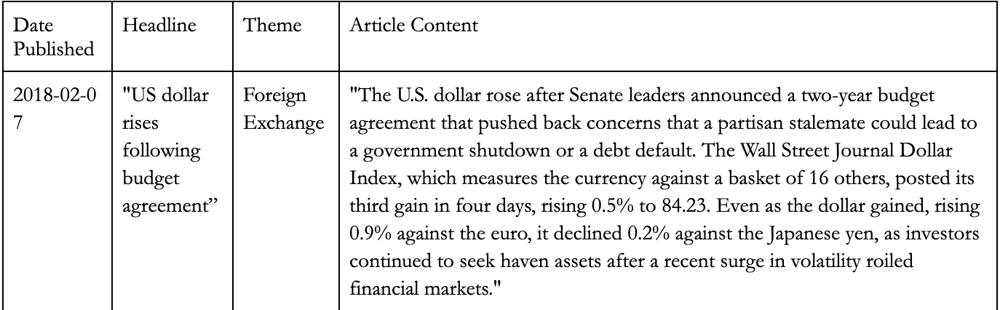 Date
Published
Headline
Theme
Article Content
2018-02-0
7
"US dollar
rises
following
budget
agreement”
Foreign
Exchange
"The U.S. dollar rose after Senate leaders announced a two-year budget
agreement that pushed back concerns that a partisan stalemate could lead to
a government shutdown or a debt default. The Wall Street Journal Dollar
Index, which measures the currency against a basket of 16 others, posted its
third gain in four days, rising 0.5% to 84.23. Even as the dollar gained, rising
0.9% against the euro, it declined 0.2% against the Japanese yen, as investors
continued to seek haven assets after a recent surge in volatility roiled
financial markets."